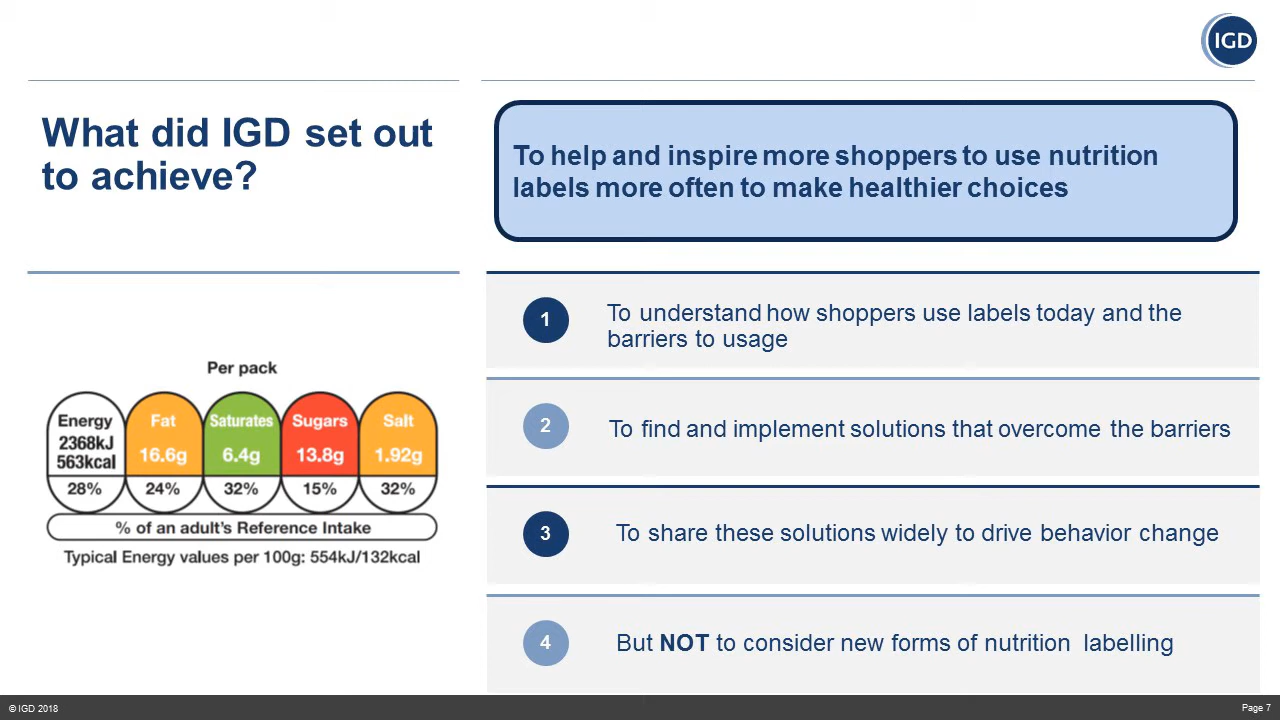 IGD
What did IGD set out
to achieve?
To help and inspire more shoppers to use nutrition
labels more often to make healthier choices
Per pack
Energy Fat Saturates Sugars Salt
2368kJ
563kcal 16.6g 6.4g 13.8g 1.92g
28% 24% 32% 15% 32%
% of an adult's Reference Intake
Typical Energy values per 100g: 554kJ/132kcal
1 To understand how shoppers use labels today and the
barriers to usage
2 To find and implement solutions that overcome the barriers
3 To share these solutions widely to drive behavior change
4 But NOT to consider new forms of nutrition labelling
© IGD 2018
Page 7